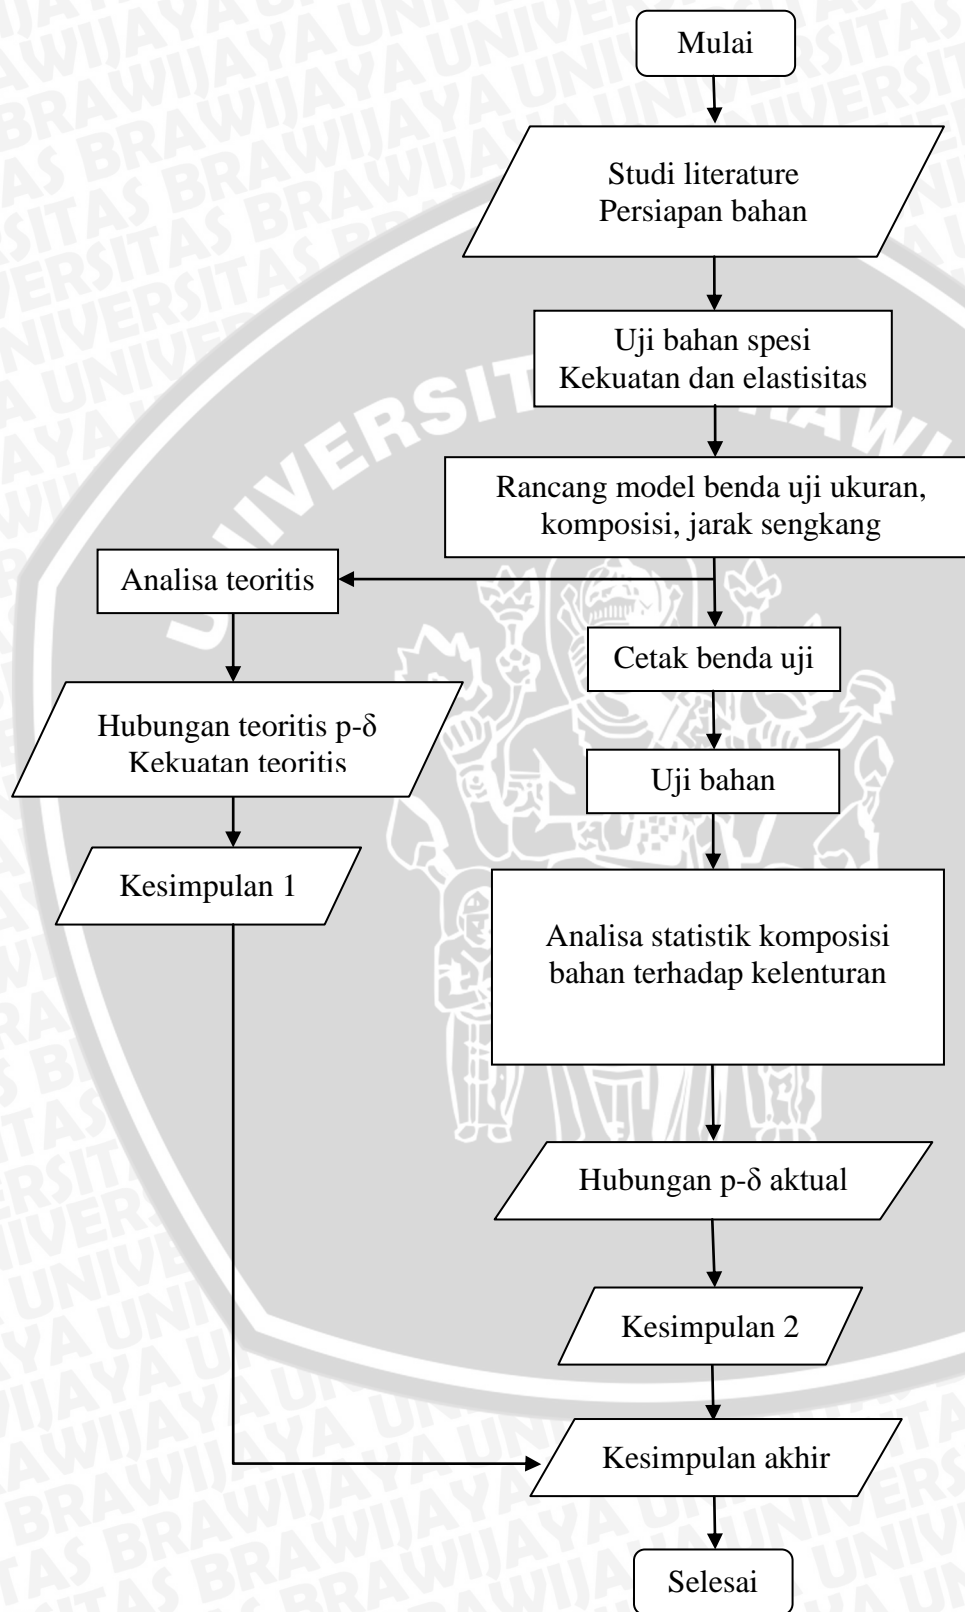 Mulai
Studi literature
Persiapan bahan
Uji bahan spesi
Kekuatan dan elastisitas
Rancang model benda uji ukuran,
komposisi, jarak sengkang
Analisa teoritis
Cetak benda uji
Hubungan teoritis p-δ
Kekuatan teoritis
Uji bahan
Kesimpulan 1
Analisa statistik komposisi
bahan terhadap kelenturan
Hubungan p-δ aktual
Kesimpulan 2
Kesimpulan akhir
Selesai